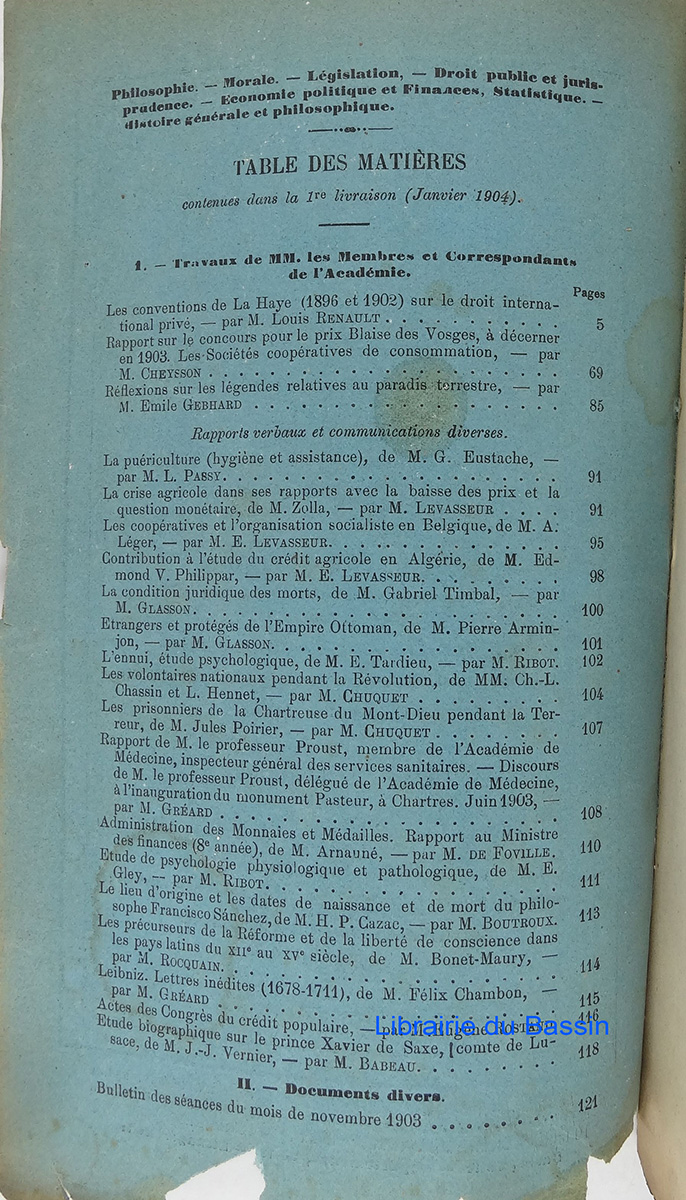 Philosophie. — Morale. — Législation, — Droit public et juris-
prudence. — Economie politique et Finances, Statistique. —
Histoire générale et philosophique.
TABLE DES MATIÈRES
contenues dans la 1re livraison (Janvier 1904).
I. — Travaux de MM. les Membres et Correspondants
de l'Académie.
Pages
Les conventions de La Haye (1896 et 1902) sur le droit interna-
tional privé, — par M. Louis RENAULT . . . . . . . . . . 5
Rapport sur le concours pour le prix Blaise des Vosges, à décerner
en 1903. Les Sociétés coopératives de consommation, — par
M. CHEYSSON . . . . . . . . . . . . . . . . . . . 69
Réflexions sur les légendes relatives au paradis terrestre, — par
M. Emile GEBHARD . . . . . . . . . . . . . . . . . 85
Rapports verbaux et communications diverses.
La puériculture (hygiène et assistance), de M. G. Eustache, —
par M. L. PASSY. . . . . . . . . . . . . . . . . . . 91
La crise agricole dans ses rapports avec la baisse des prix et la
question monétaire, de M. Zolla, — par M. LEVASSEUR . . . . 91
Les coopératives et l'organisation socialiste en Belgique, de M. A.
Léger, — par M. E. LEVASSEUR. . . . . . . . . . . . . 95
Contribution à l'étude du crédit agricole en Algérie, de M. Ed-
mond V. Philippar, — par M. E. LEVASSEUR. . . . . . . . 98
La condition juridique des morts, de M. Gabriel Timbal, — par
M. GLASSON. . . . . . . . . . . . . . . . . . . . 100
Etrangers et protégés de l'Empire Ottoman, de M. Pierre Armin-
jon, — par M. GLASSON. . . . . . . . . . . . . . . . 101
L'ennui, étude psychologique, de M. E. Tardieu, — par M. RIBOT. 102
Les volontaires nationaux pendant la Révolution, de MM. Ch.-L.
Chassin et L. Hennet, — par M. CHUQUET . . . . . . . . 104
Les prisonniers de la Chartreuse du Mont-Dieu pendant la Ter-
reur, de M. Jules Poirier, — par M. CHUQUET . . . . . . . 107
Rapport de M. le professeur Proust, membre de l'Académie de
Médecine, inspecteur général des services sanitaires. — Discours
de M. le professeur Proust, délégué de l'Académie de Médecine,
à l'inauguration du monument Pasteur, à Chartres. Juin 1903, —
par M. GRÉARD . . . . . . . . . . . . . . . . . . 108
Administration des Monnaies et Médailles. Rapport au Ministre
des finances (8e année), de M. Arnauné, — par M. DE FOVILLE. 110
Etude de psychologie physiologique et pathologique, de M. E.
Gley, — par M. RIBOT. . . . . . . . . . . . . . . . 111
Le lieu d'origine et les dates de naissance et de mort du philo-
sophe Francisco Sánchez, de M. H. P. Cazac, — par M. BOUTROUX. 113
Les précurseurs de la Réforme et de la liberté de conscience dans
les pays latins du XIIe au XVe siècle, de M. Bonet-Maury, —
par M. ROCQUAIN. . . . . . . . . . . . . . . . . . 114
Leibniz. Lettres inédites (1678-1711), de M. Félix Chambon, —
par M. GRÉARD . . . . . . . . . . . . . . . . . . 115
Actes des Congrès du crédit populaire, — par M. Eugène ROSTAND. 116
Etude biographique sur le prince Xavier de Saxe, [comte de Lu-
sace, de M. J.-J. Vernier, — par M. BABEAU. . . . . . . . . 118
II. — Documents divers.
Bulletin des séances du mois de novembre 1903 . . . . . . . . 121
Librairie du Bassin